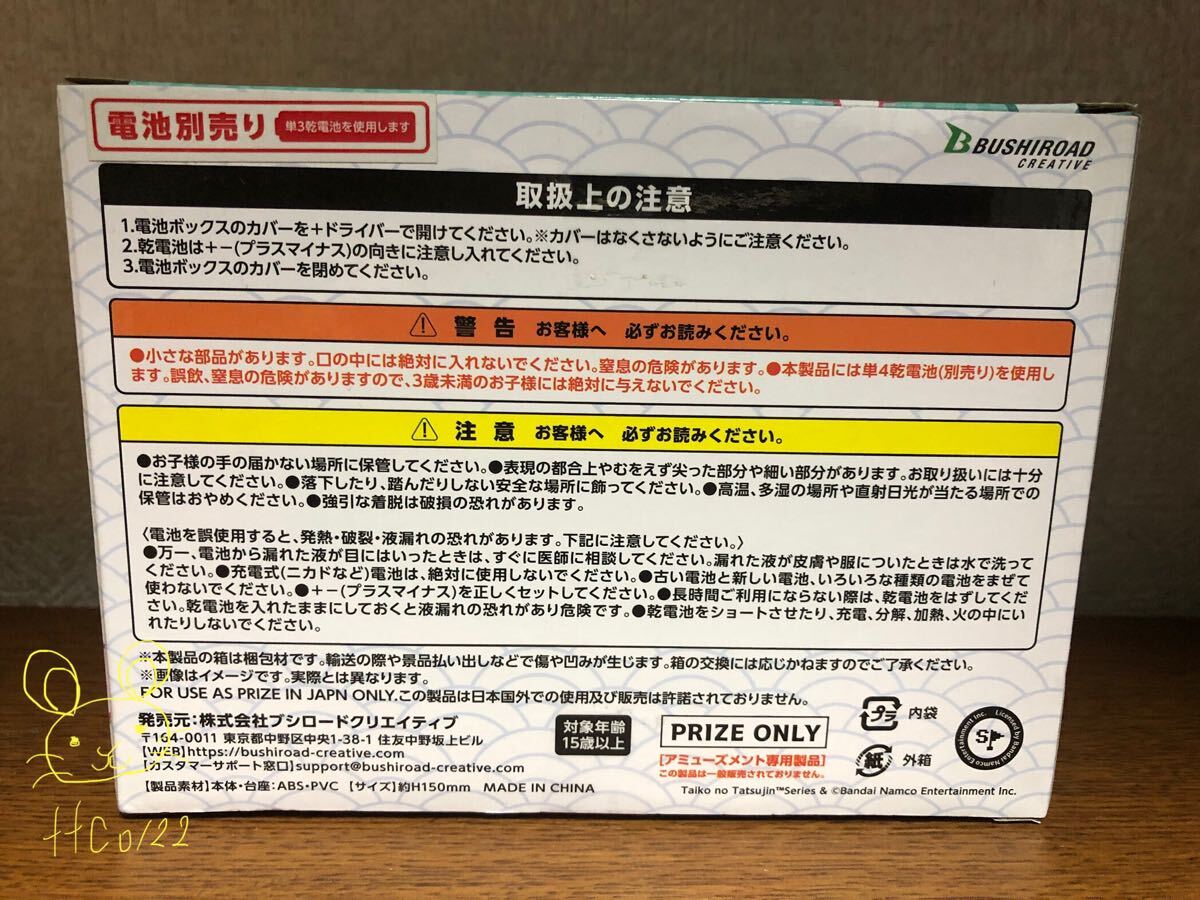 電池別売り 単3乾電池を使用します
BUSHIROAD
CREATIVE
取扱上の注意
1.電池ボックスのカバーを+ドライバーで開けてください。※カバーはなくさないようにご注意ください。
2.乾電池は+-(プラスマイナス)の向きに注意し入れてください。
3.電池ボックスのカバーを閉めてください。
警告 お客様へ 必ずお読みください。
●小さな部品があります。口の中には絶対に入れないでください。窒息の危険があります。●本製品には単4乾電池(別売り)を使用し
ます。誤飲、窒息の危険がありますので、3歳未満のお子様には絶対に与えないでください。
注意 お客様へ 必ずお読みください。
●お子様の手の届かない場所に保管してください。●表現の都合上やむをえず尖った部分や細い部分があります。お取り扱いには十分
に注意してください。●落下したり、踏んだりしない安全な場所に飾ってください。●高温、多湿の場所や直射日光が当たる場所での
保管はおやめください。●強引な着脱は破損の恐れがあります。
〈電池を誤使用すると、発熱・破裂・液漏れの恐れがあります。下記に注意してください。〉
●万一、電池から漏れた液が目にはいったときは、すぐに医師に相談してください。漏れた液が皮膚や服についたときは水で洗って
ください。●充電式(ニカドなど)電池は、絶対に使用しないでください。●古い電池と新しい電池、いろいろな種類の電池をまぜて
使わないでください。●+-(プラスマイナス)を正しくセットしてください。●長時間ご利用にならない際は、乾電池をはずしてくださ
い。乾電池を入れたままにしておくと液漏れの恐れがあり危険です。●乾電池をショートさせたり、充電、分解、加熱、火の中にい
れたりしないでください。
※本製品の箱は梱包材です。輸送の際や景品払い出しなどで傷や凹みが生じます。箱の交換には応じかねますのでご了承ください。
※画像はイメージです。実際とは異なります。
FOR USE AS PRIZE IN JAPN ONLY.この製品は日本国外での使用及び販売は許諾されておりません。
発売元:株式会社ブシロードクリエイティブ
〒164-0011 東京都中野区中央1-38-1 住友中野坂上ビル
【WEB】https://bushiroad-creative.com
【カスタマーサポート窓口】support@bushiroad-creative.com
【製品素材】本体・台座:ABS・PVC 【サイズ】約H150mm MADE IN CHINA
対象年齢
15歳以上
PRIZE ONLY
[アミューズメント専用製品]
この製品は一般販売されておりません。
プラ 内袋
紙 外箱
Licensed by Bandai Namco Entertainment Inc.
SP
Taiko no Tatsujin™Series & ©Bandai Namco Entertainment Inc.
HCo122